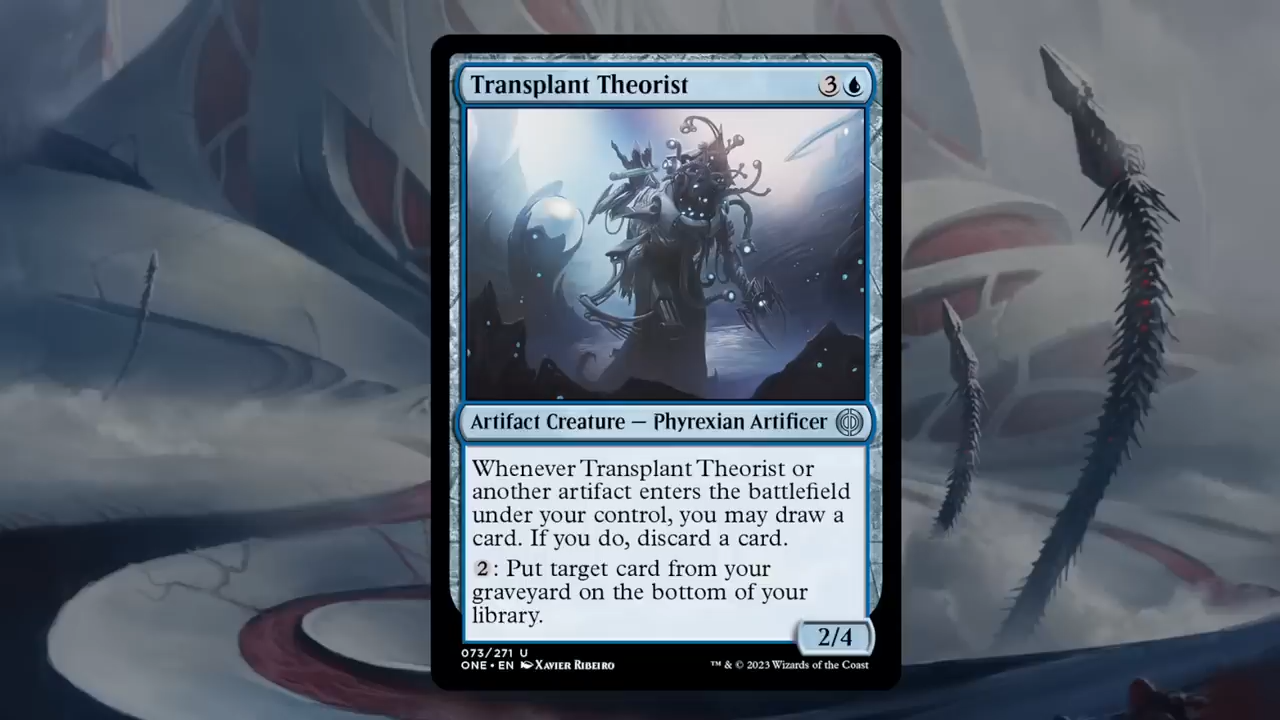 Transplant Theorist 3
Artifact Creature — Phyrexian Artificer
Whenever Transplant Theorist or
another artifact enters the battlefield
under your control, you may draw a
card. If you do, discard a card.
2: Put target card from your
graveyard on the bottom of your
library.
2/4
073/271 U
ONE • EN Xavier Ribeiro
™ & © 2023 Wizards of the Coast